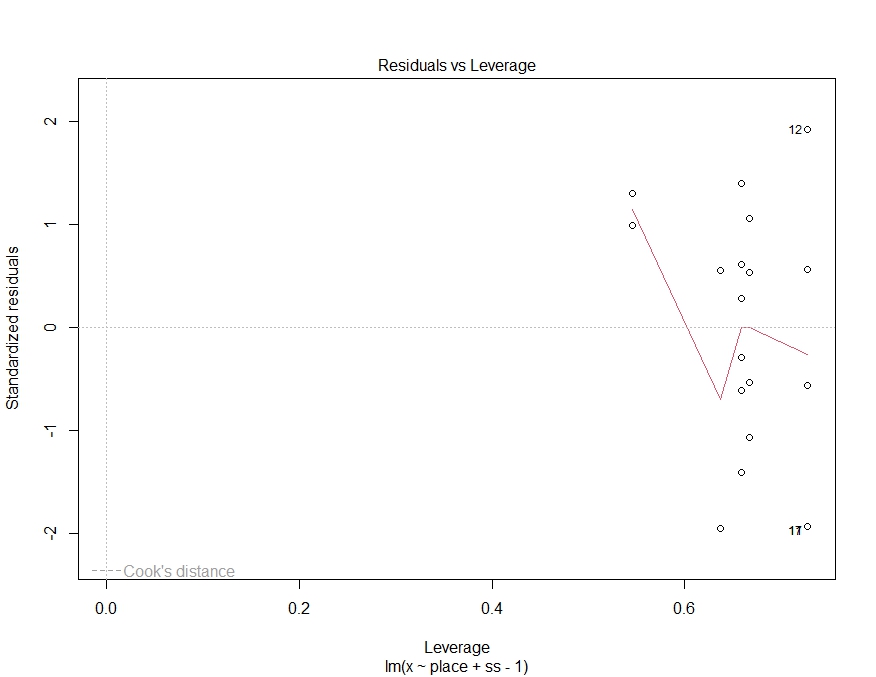 Residuals vs Leverage
2
1
0
-1
-2
Standardized residuals
12
Cook's distance
0.0 0.2 0.4 0.6
Leverage
lm(x ~ place + ss - 1)